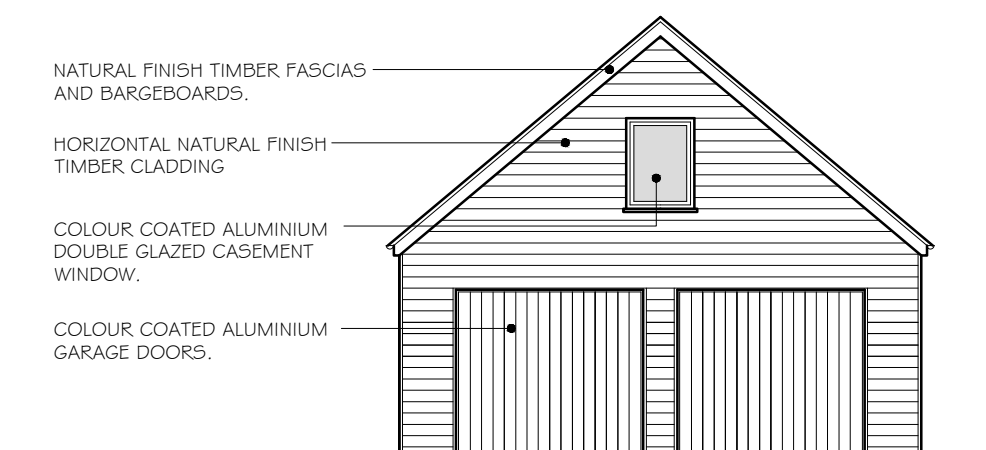 NATURAL FINISH TIMBER FASCIAS
AND BARGEBOARDS.
HORIZONTAL NATURAL FINISH
TIMBER CLADDING
COLOUR COATED ALUMINIUM
DOUBLE GLAZED CASEMENT
WINDOW.
COLOUR COATED ALUMINIUM
GARAGE DOORS.